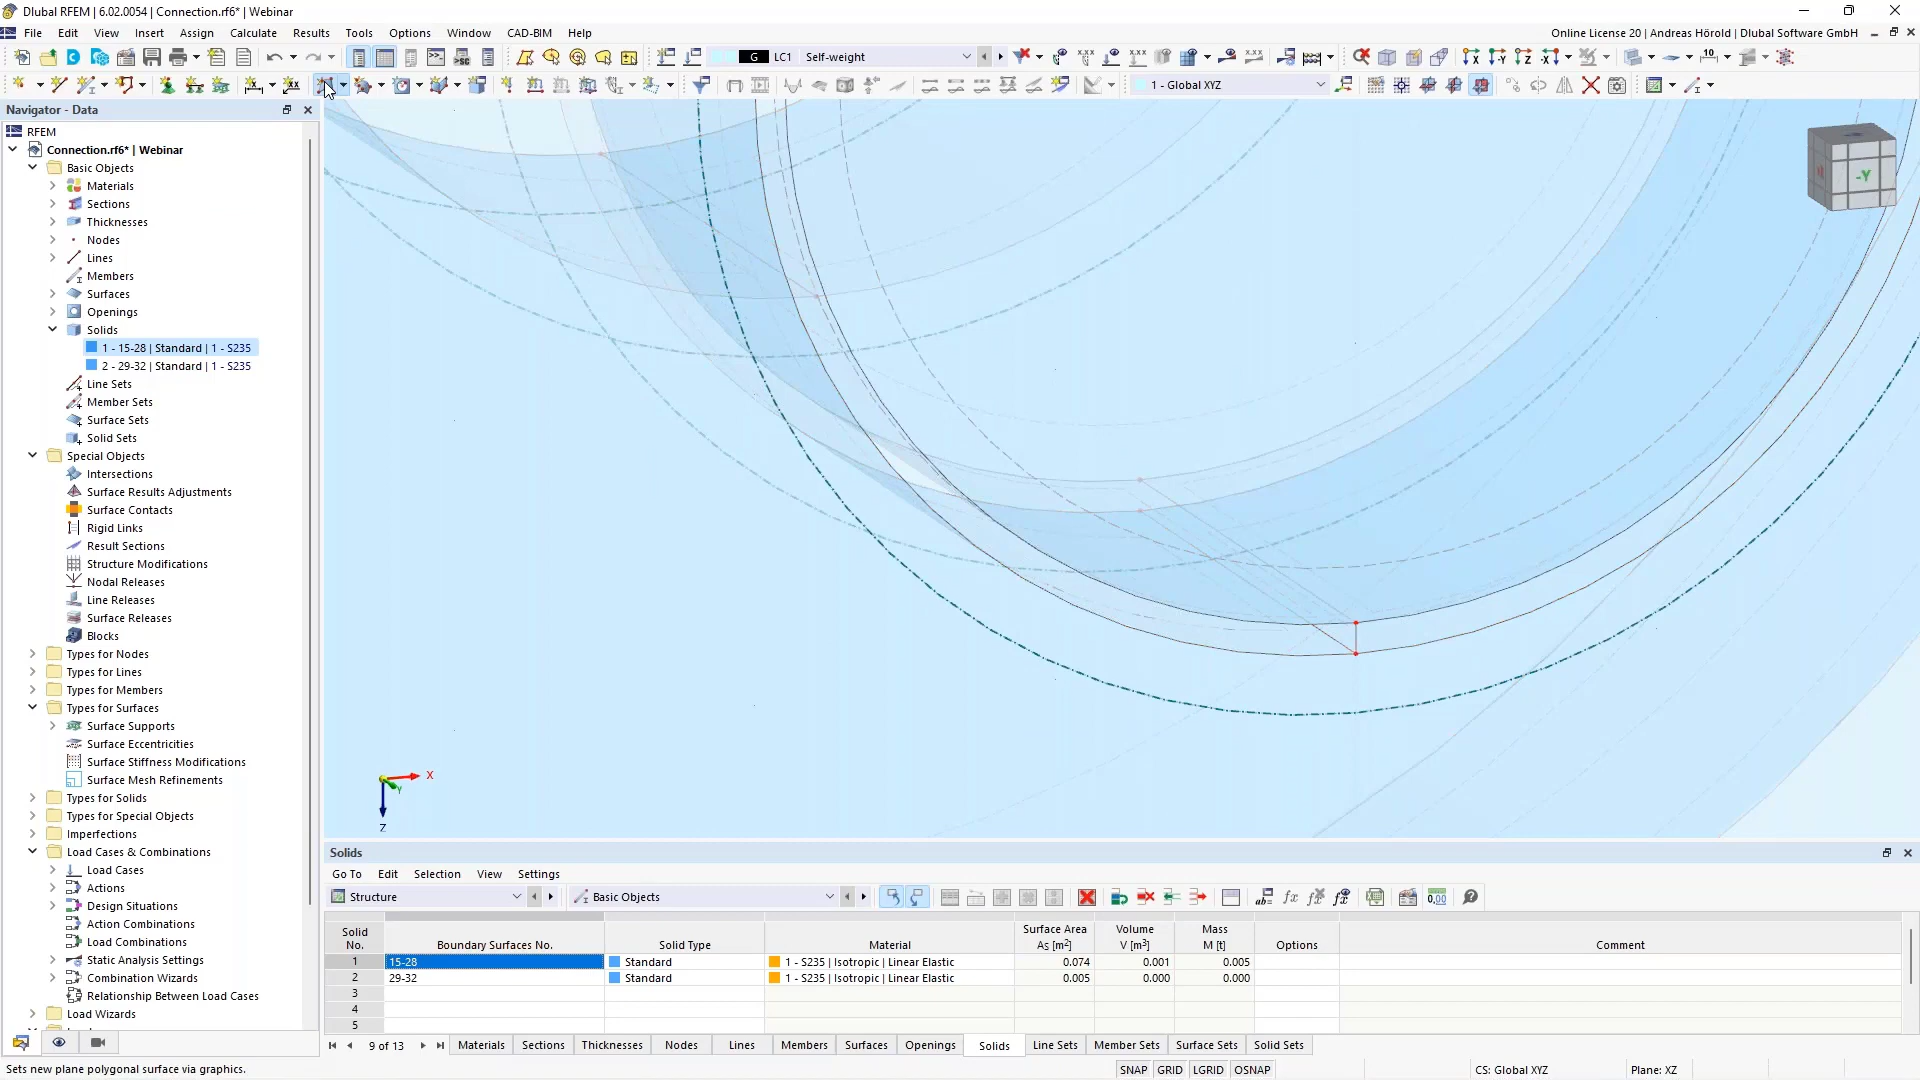 Dlubal RFEM | 6.02.0054 | Connection.rf6* | Webinar
File Edit View Insert Assign Calculate Results Tools Options Window CAD-BIM Help
Online License 20 | Andreas Hörold | Dlubal Software GmbH
G LC1 Self-weight
1 - Global XYZ
Navigator - Data
RFEM
Connection.rf6* | Webinar
Basic Objects
Materials
Sections
Thicknesses
Nodes
Lines
Members
Surfaces
Openings
Solids
1 - 15-28 | Standard | 1 - S235
2 - 29-32 | Standard | 1 - S235
Line Sets
Member Sets
Surface Sets
Solid Sets
Special Objects
Intersections
Surface Results Adjustments
Surface Contacts
Rigid Links
Result Sections
Structure Modifications
Nodal Releases
Line Releases
Surface Releases
Blocks
Types for Nodes
Types for Lines
Types for Members
Types for Surfaces
Surface Supports
Surface Eccentricities
Surface Stiffness Modifications
Surface Mesh Refinements
Types for Solids
Types for Special Objects
Imperfections
Load Cases & Combinations
Load Cases
Actions
Design Situations
Action Combinations
Load Combinations
Static Analysis Settings
Combination Wizards
Relationship Between Load Cases
Load Wizards
-Y
X
Y
Z
Solids
Go To Edit Selection View Settings
Structure Basic Objects
Solid No. Boundary Surfaces No. Solid Type Material Surface Area As [m²] Volume V [m³] Mass M [t] Options Comment
1 15-28 Standard 1 - S235 | Isotropic | Linear Elastic 0.074 0.001 0.005
2 29-32 Standard 1 - S235 | Isotropic | Linear Elastic 0.005 0.000 0.000
3
4
5
9 of 13 Materials Sections Thicknesses Nodes Lines Members Surfaces Openings Solids Line Sets Member Sets Surface Sets Solid Sets
Sets new plane polygonal surface via graphics.
SNAP GRID LGRID OSNAP CS: Global XYZ Plane: XZ